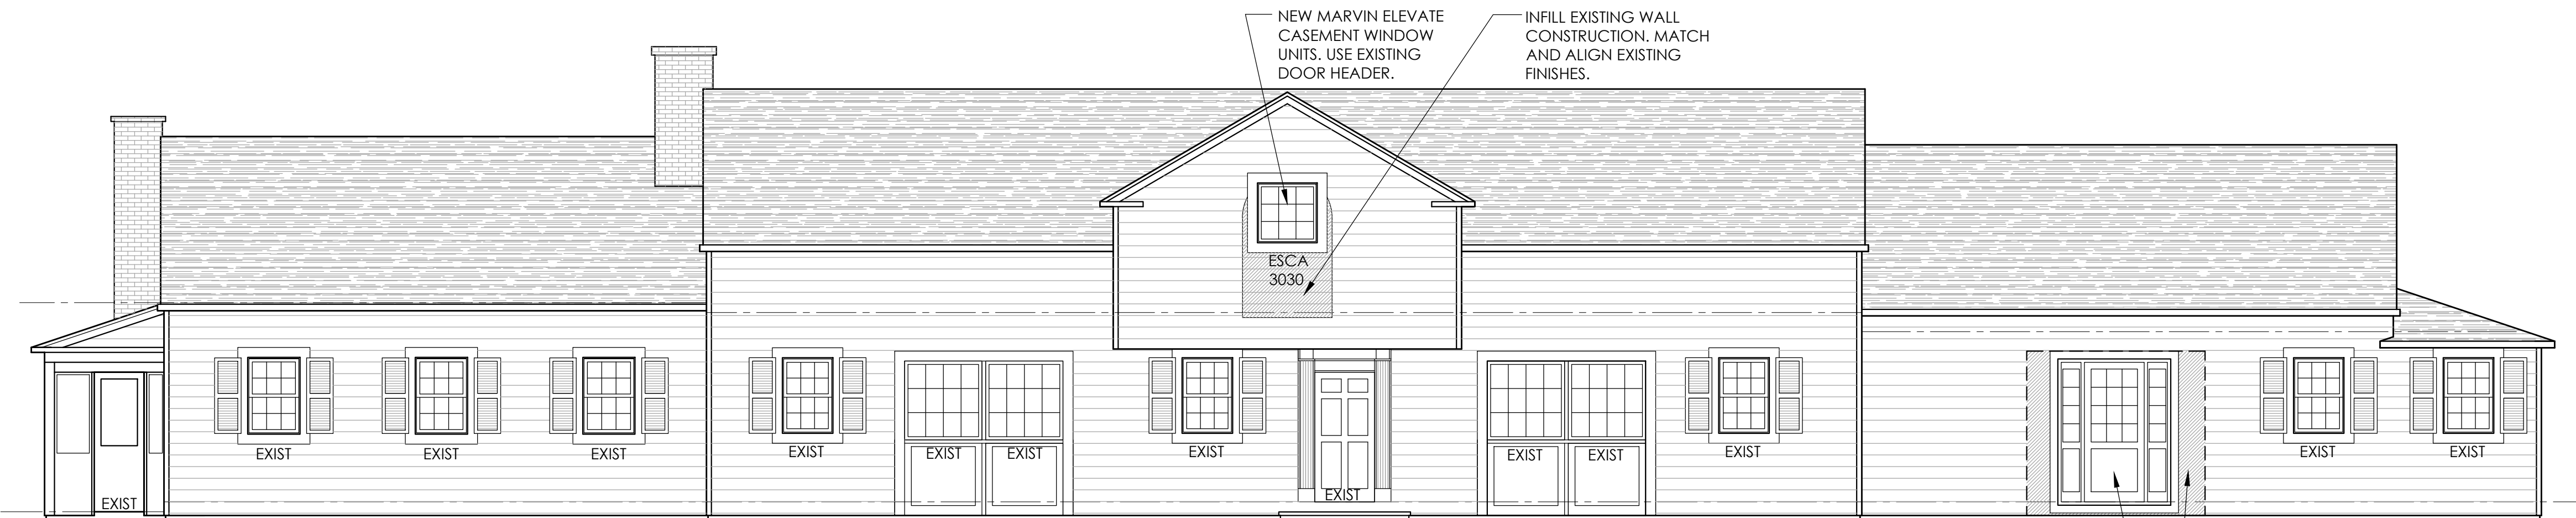 NEW MARVIN ELEVATE
CASEMENT WINDOW
UNITS. USE EXISTING
DOOR HEADER.
INFILL EXISTING WALL
CONSTRUCTION. MATCH
AND ALIGN EXISTING
FINISHES.
ESCA
3030
EXIST
EXIST
EXIST
EXIST
EXIST
EXIST
EXIST
EXIST
EXIST
EXIST
EXIST
EXIST
EXIST
EXIST